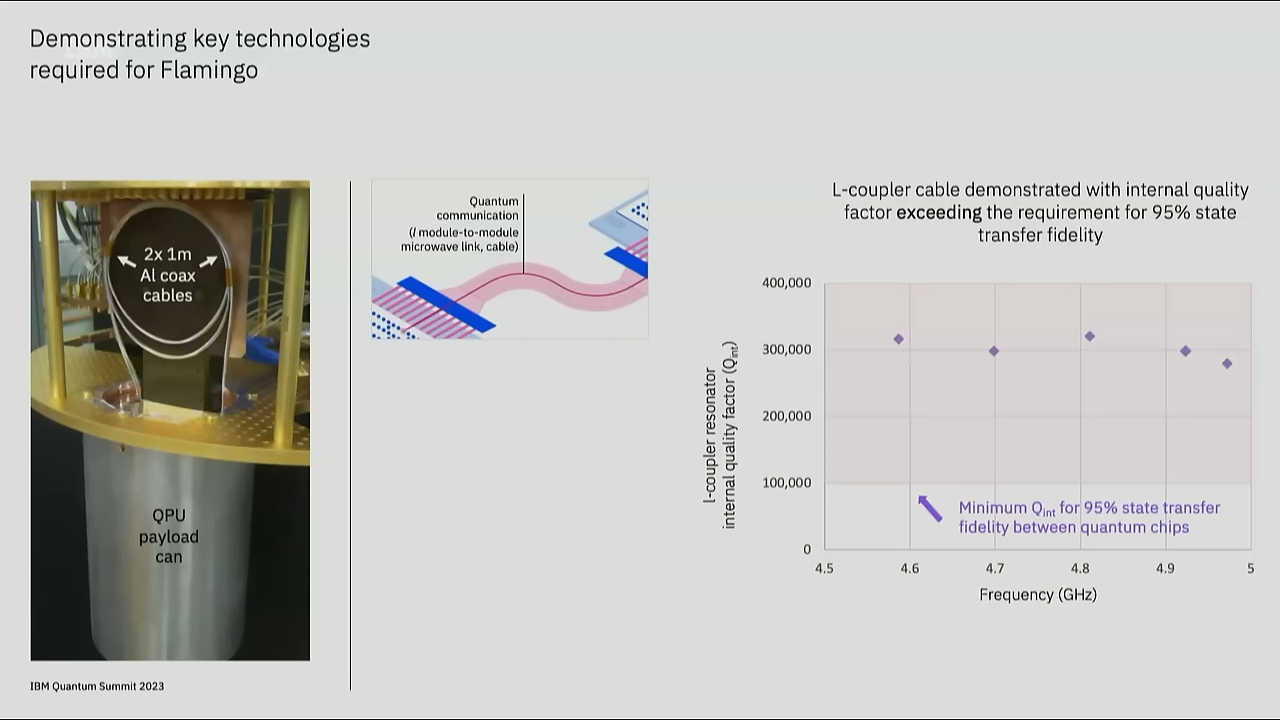 Demonstrating key technologies
required for Flamingo
2x 1m
Al coax
cables
QPU
payload
can
Quantum
communication
(l module-to-module
microwave link, cable)
L-coupler cable demonstrated with internal quality
factor exceeding the requirement for 95% state
transfer fidelity
l-coupler resonator
internal quality factor (Qint)
400,000
300,000
200,000
100,000
0
Minimum Qint for 95% state transfer
fidelity between quantum chips
4.5
4.6
4.7
4.8
4.9
5
Frequency (GHz)
IBM Quantum Summit 2023